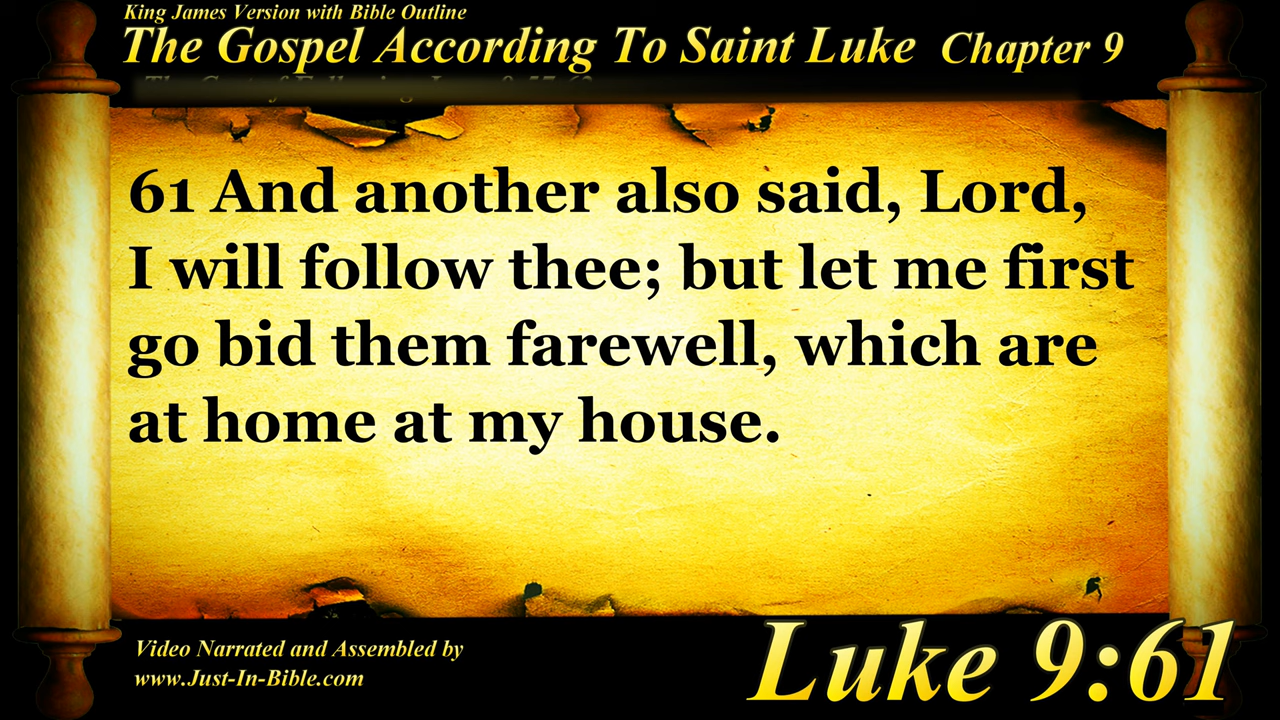 King James Version with Bible Outline
The Gospel According To Saint Luke Chapter 9
61 And another also said, Lord,
I will follow thee; but let me first
go bid them farewell, which are
at home at my house.
Video Narrated and Assembled by
www.Just-In-Bible.com
Luke 9:61